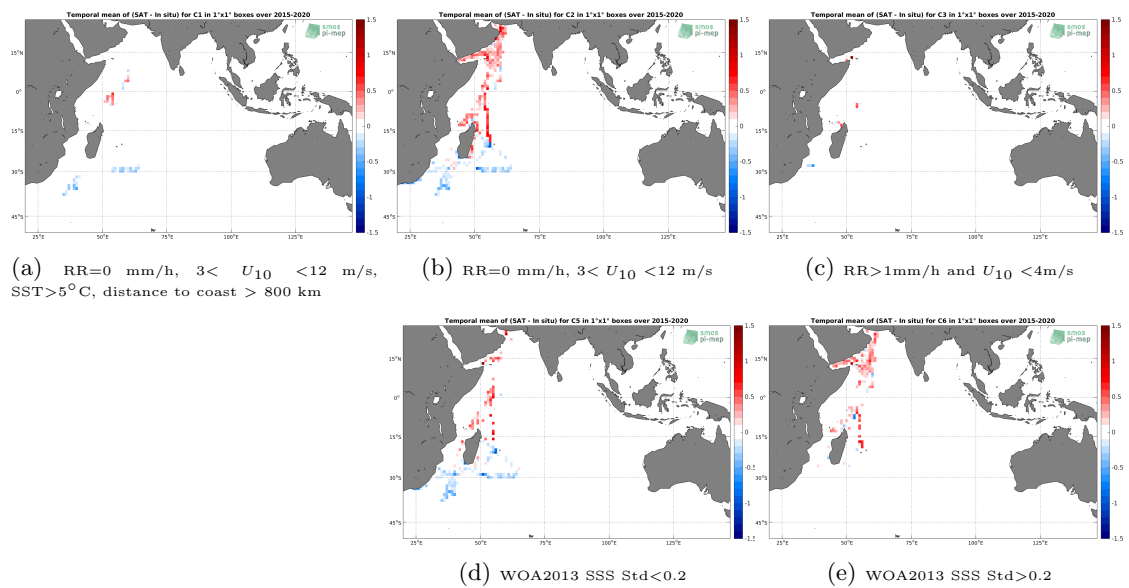 Temporal mean of (SAT - In situ) for C1 in 1°x1° boxes over 2015-2020
smos
pi-mep
15°N
0°N
15°S
30°S
45°S
25°E
50°E
75°E
100°E
125°E
1.5
1
0.5
0
-0.5
-1
-1.5
(a) RR=0 mm/h, 3< U10 <12 m/s,
SST>5°C, distance to coast > 800 km
Temporal mean of (SAT - In situ) for C2 in 1°x1° boxes over 2015-2020
smos
pi-mep
15°N
0°N
15°S
30°S
45°S
25°E
50°E
75°E
100°E
125°E
1.5
1
0.5
0
-0.5
-1
-1.5
(b) RR=0 mm/h, 3< U10 <12 m/s
Temporal mean of (SAT - In situ) for C3 in 1°x1° boxes over 2015-2020
smos
pi-mep
15°N
0°N
15°S
30°S
45°S
25°E
50°E
75°E
100°E
125°E
1.5
1
0.5
0
-0.5
-1
-1.5
(c) RR>1mm/h and U10 <4m/s
Temporal mean of (SAT - In situ) for C5 in 1°x1° boxes over 2015-2020
smos
pi-mep
15°N
0°N
15°S
30°S
45°S
25°E
50°E
75°E
100°E
125°E
1.5
1
0.5
0
-0.5
-1
-1.5
(d) WOA2013 SSS Std<0.2
Temporal mean of (SAT - In situ) for C6 in 1°x1° boxes over 2015-2020
smos
pi-mep
15°N
0°N
15°S
30°S
45°S
25°E
50°E
75°E
100°E
125°E
1.5
1
0.5
0
-0.5
-1
-1.5
(e) WOA2013 SSS Std>0.2